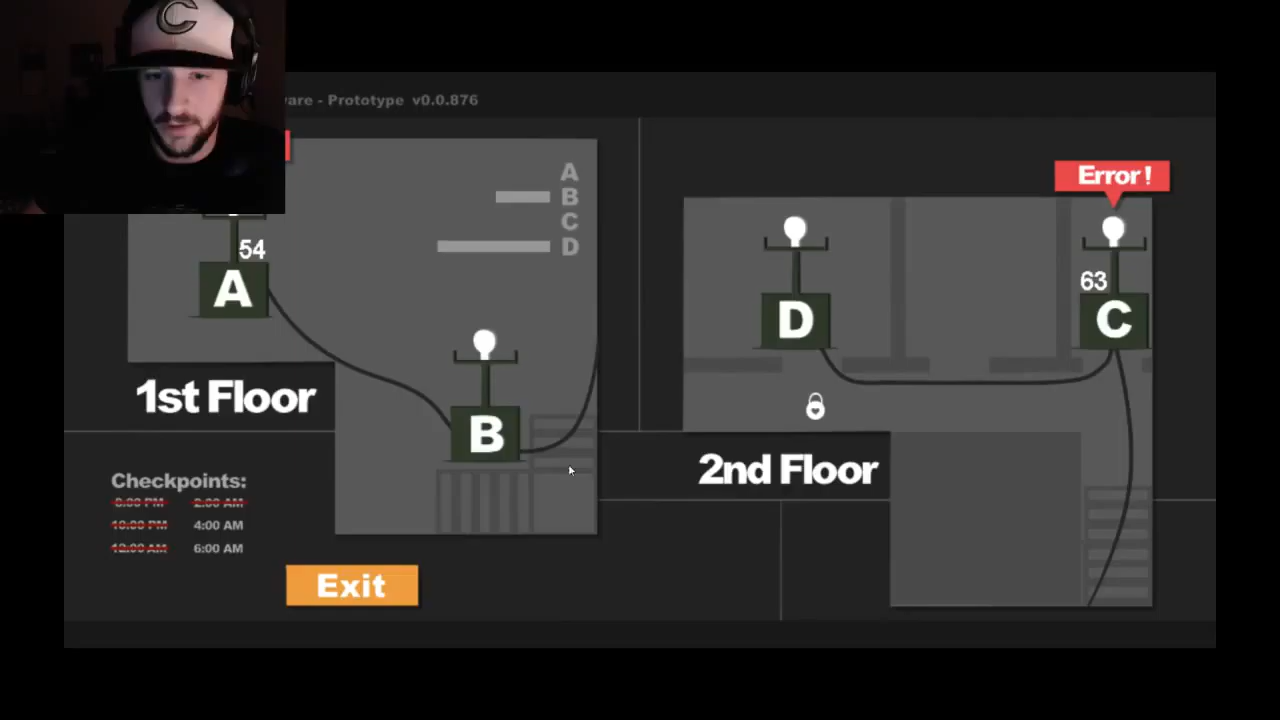 C
ware - Prototype v0.0.876
A
B
C
D
Error!
54
A
63
D
C
1st Floor
B
2nd Floor
Checkpoints:
8:00 PM 2:00 AM
10:00 PM 4:00 AM
12:00 AM 6:00 AM
Exit